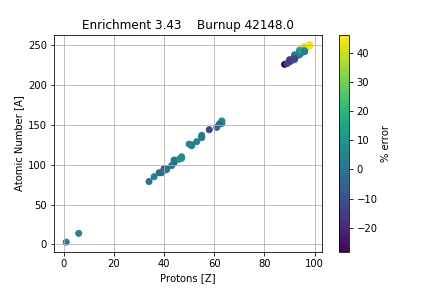 Enrichment 3.43    Burnup 42148.0
250
200
150
100
50
0
Atomic Number [A]
0 20 40 60 80 100
Protons [Z]
40
30
20
10
0
−10
−20
% error